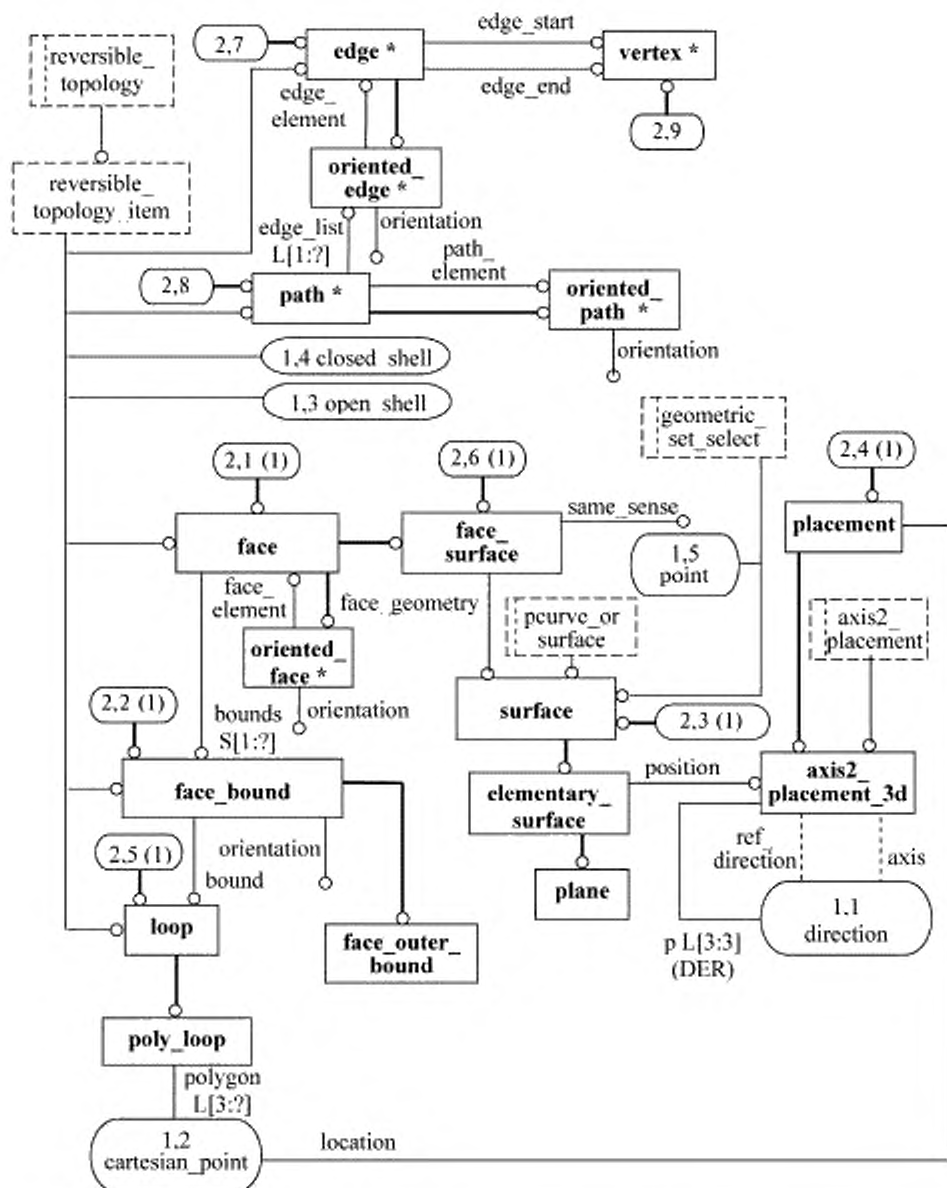 edge_start
2,7
edge *
vertex *
reversible_
topology
edge_end
edge_
element
2,9
reversible_
topology_item
oriented_
edge *
edge_list
L[1:?]
orientation
path_
element
2,8
path *
oriented_
path *
orientation
1,4 closed_shell
1,3 open_shell
geometric_
set_select
2,1 (1)
2,6 (1)
2,4 (1)
same_sense
face
face_
surface
placement
1,5
point
face_
element
face_geometry
pcurve_or
surface
axis2_
placement
oriented_
face *
2,2 (1)
bounds
S[1:?]
orientation
surface
2,3 (1)
face_bound
position
axis2_
placement_3d
elementary_
surface
ref_
direction
axis
2,5 (1)
orientation
bound
plane
1,1
direction
loop
face_outer_
bound
p L[3:3]
(DER)
poly_loop
polygon
L[3:?]
1,2
cartesian_point
location